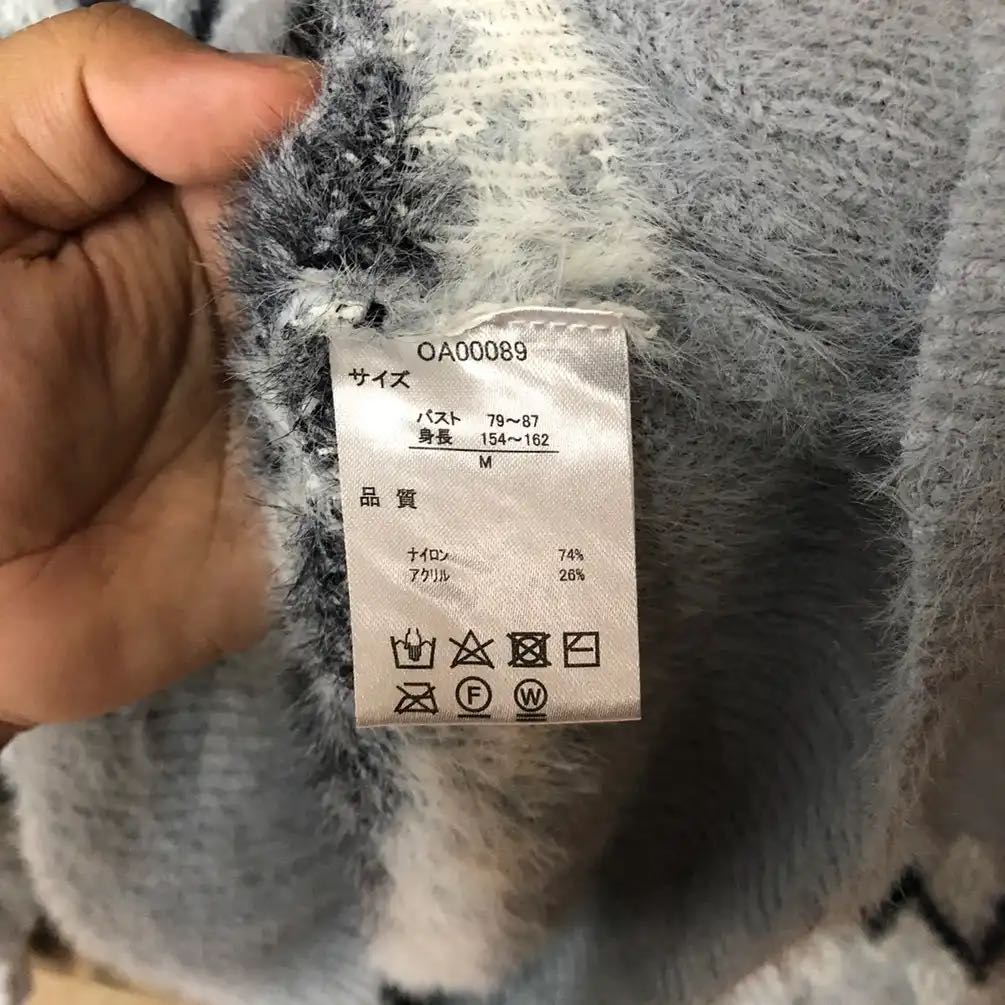 OA00089
サイズ
バスト 79～87
身長 154～162
M
品質
ナイロン 74%
アクリル 26%
F W